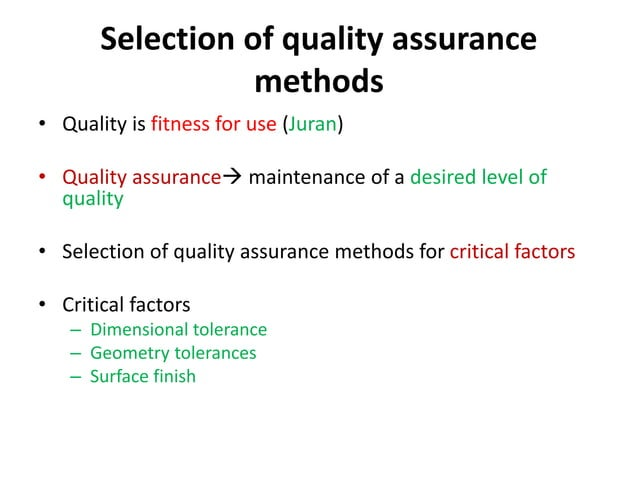 Selection of quality assurance
methods
• Quality is fitness for use (Juran)
• Quality assurance→ maintenance of a desired level of
quality
• Selection of quality assurance methods for critical factors
• Critical factors
– Dimensional tolerance
– Geometry tolerances
– Surface finish